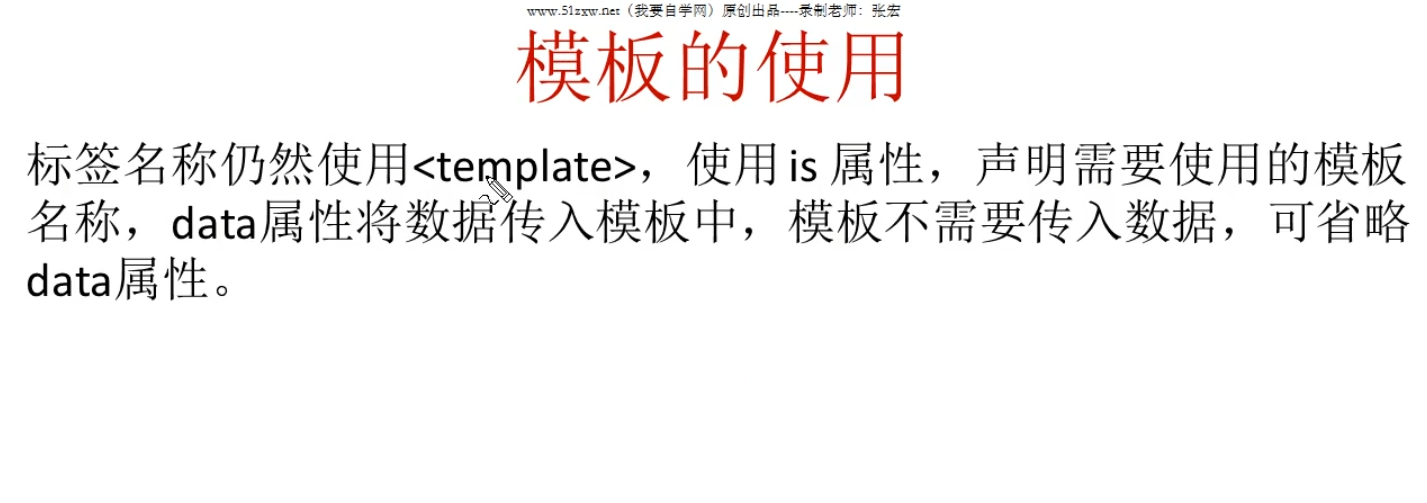 www.51zxw.net（我要自学网）原创出品----录制老师：张宏
模板的使用
标签名称仍然使用<template>，使用 is 属性，声明需要使用的模板
名称，data属性将数据传入模板中，模板不需要传入数据，可省略
data属性。